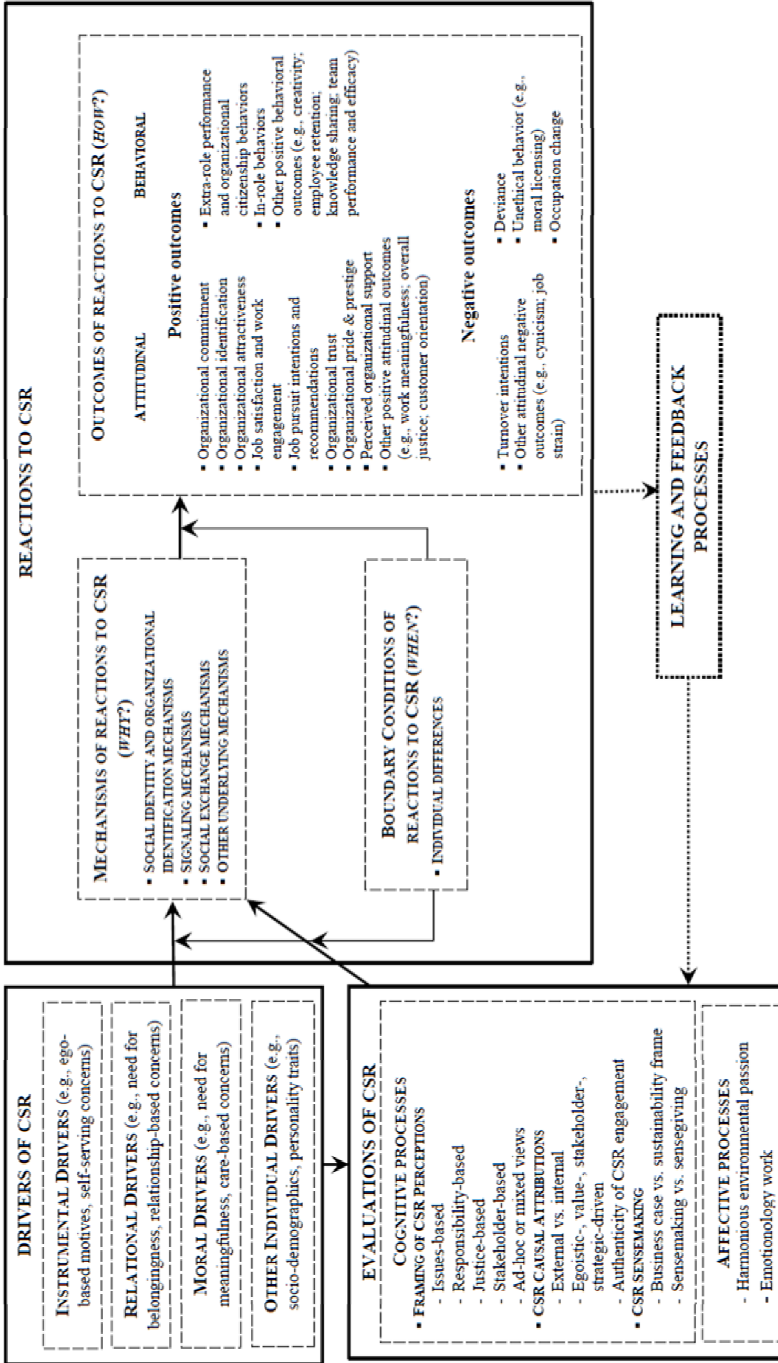 DRIVERS OF CSR
INSTRUMENTAL DRIVERS (e.g., ego-
based motives, self-serving concerns)
RELATIONAL DRIVERS (e.g., need for
belongingness, relationship-based concerns)
MORAL DRIVERS (e.g., need for
meaningfulness, care-based concerns)
OTHER INDIVIDUAL DRIVERS (e.g.,
socio-demographics, personality traits)
EVALUATIONS OF CSR
COGNITIVE PROCESSES
▪ FRAMING OF CSR PERCEPTIONS
- Issues-based
- Responsibility-based
- Justice-based
- Stakeholder-based
- Ad-hoc or mixed views
▪ CSR CAUSAL ATTRIBUTIONS
- External vs. internal
- Egoistic-, value-, stakeholder-,
strategic-driven
- Authenticity of CSR engagement
▪ CSR SENSEMAKING
- Business case vs. sustainability frame
- Sensemaking vs. sensegiving
AFFECTIVE PROCESSES
- Harmonious environmental passion
- Emotionology work
REACTIONS TO CSR
MECHANISMS OF REACTIONS TO CSR
(WHY?)
▪ SOCIAL IDENTITY AND ORGANIZATIONAL
IDENTIFICATION MECHANISMS
▪ SIGNALING MECHANISMS
▪ SOCIAL EXCHANGE MECHANISMS
▪ OTHER UNDERLYING MECHANISMS
BOUNDARY CONDITIONS OF
REACTIONS TO CSR (WHEN?)
▪ INDIVIDUAL DIFFERENCES
OUTCOMES OF REACTIONS TO CSR (HOW?)
ATTITUDINAL
BEHAVIORAL
Positive outcomes
▪ Organizational commitment
▪ Organizational identification
▪ Organizational attractiveness
▪ Job satisfaction and work
engagement
▪ Job pursuit intentions and
recommendations
▪ Organizational trust
▪ Organizational pride & prestige
▪ Perceived organizational support
▪ Other positive attitudinal outcomes
(e.g., work meaningfulness; overall
justice; customer orientation)
▪ Extra-role performance
and organizational
citizenship behaviors
▪ In-role behaviors
▪ Other positive behavioral
outcomes (e.g., creativity;
employee retention;
knowledge sharing; team
performance and efficacy)
Negative outcomes
▪ Turnover intentions
▪ Other attitudinal negative
outcomes (e.g., cynicism; job
strain)
▪ Deviance
▪ Unethical behavior (e.g.,
moral licensing)
▪ Occupation change
LEARNING AND FEEDBACK
PROCESSES